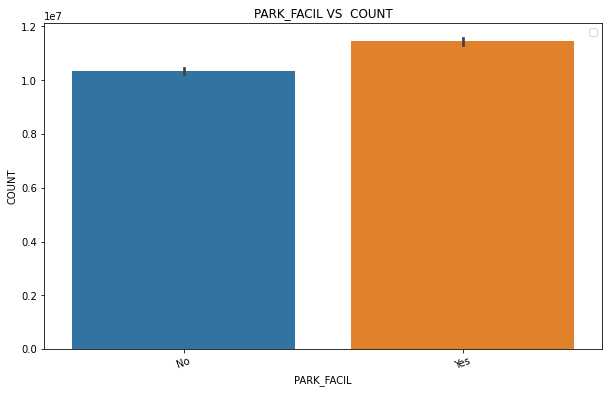 PARK_FACIL VS  COUNT
1e7
1.2
1.0
0.8
0.6
0.4
0.2
0.0
COUNT
No
Yes
PARK_FACIL